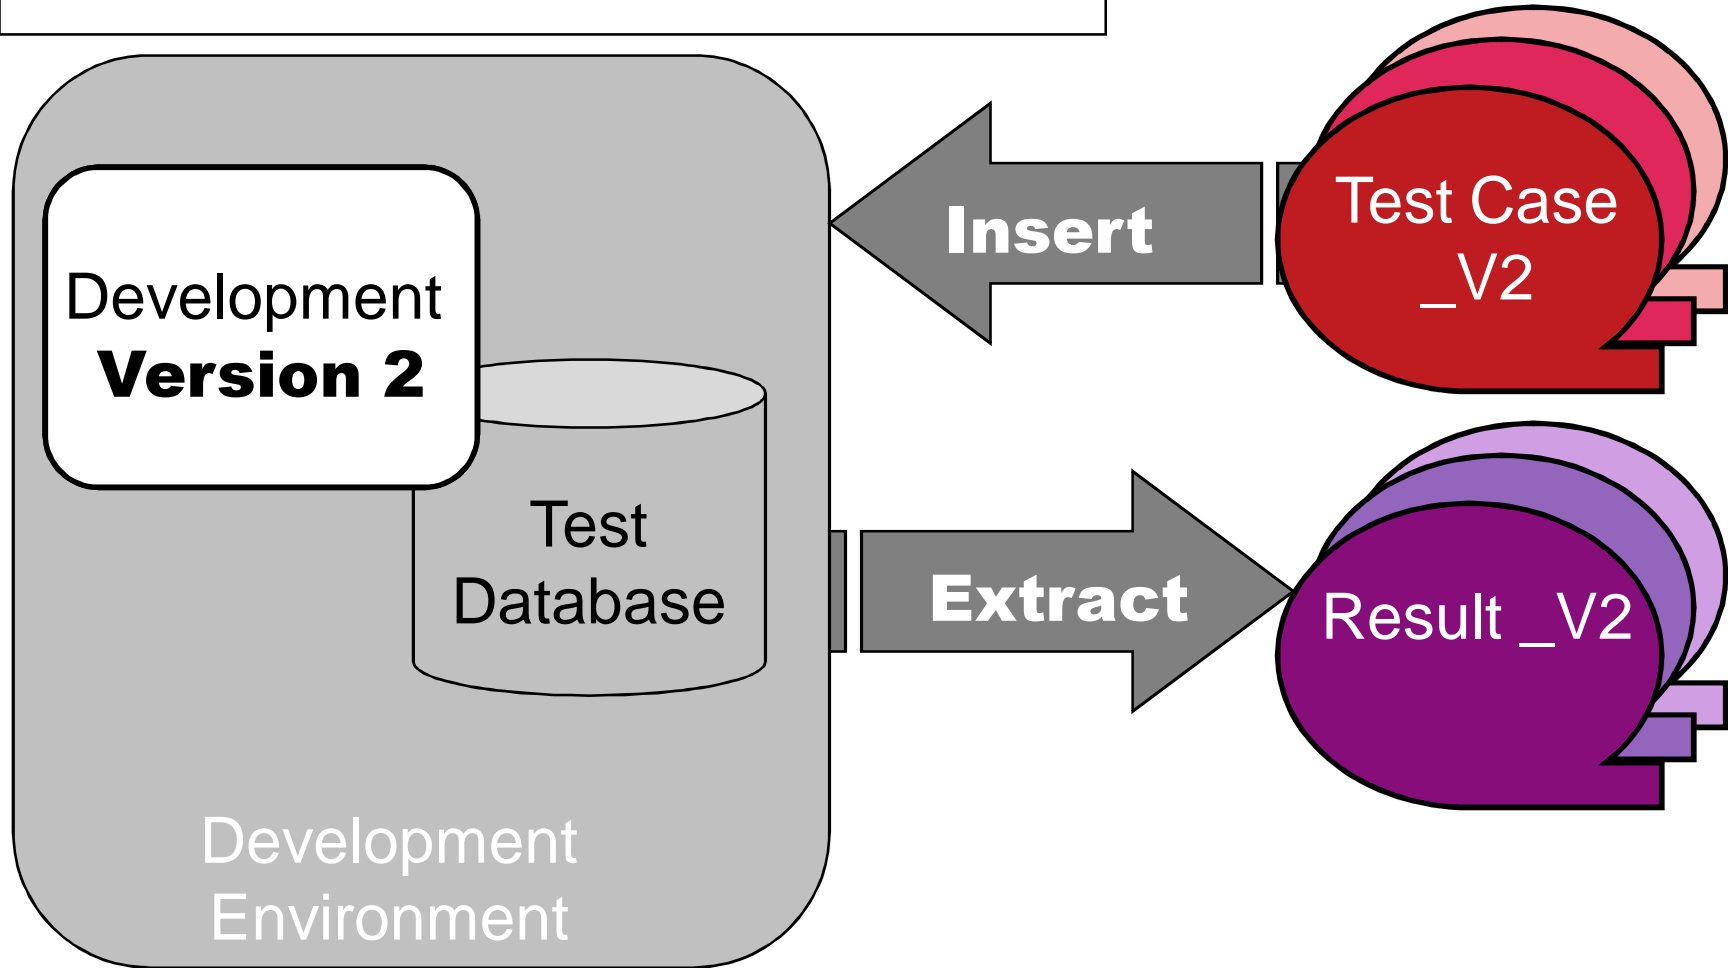 Development
Version 2
Test
Database
Development
Environment
Insert
Extract
Test Case
_V2
Result _V2